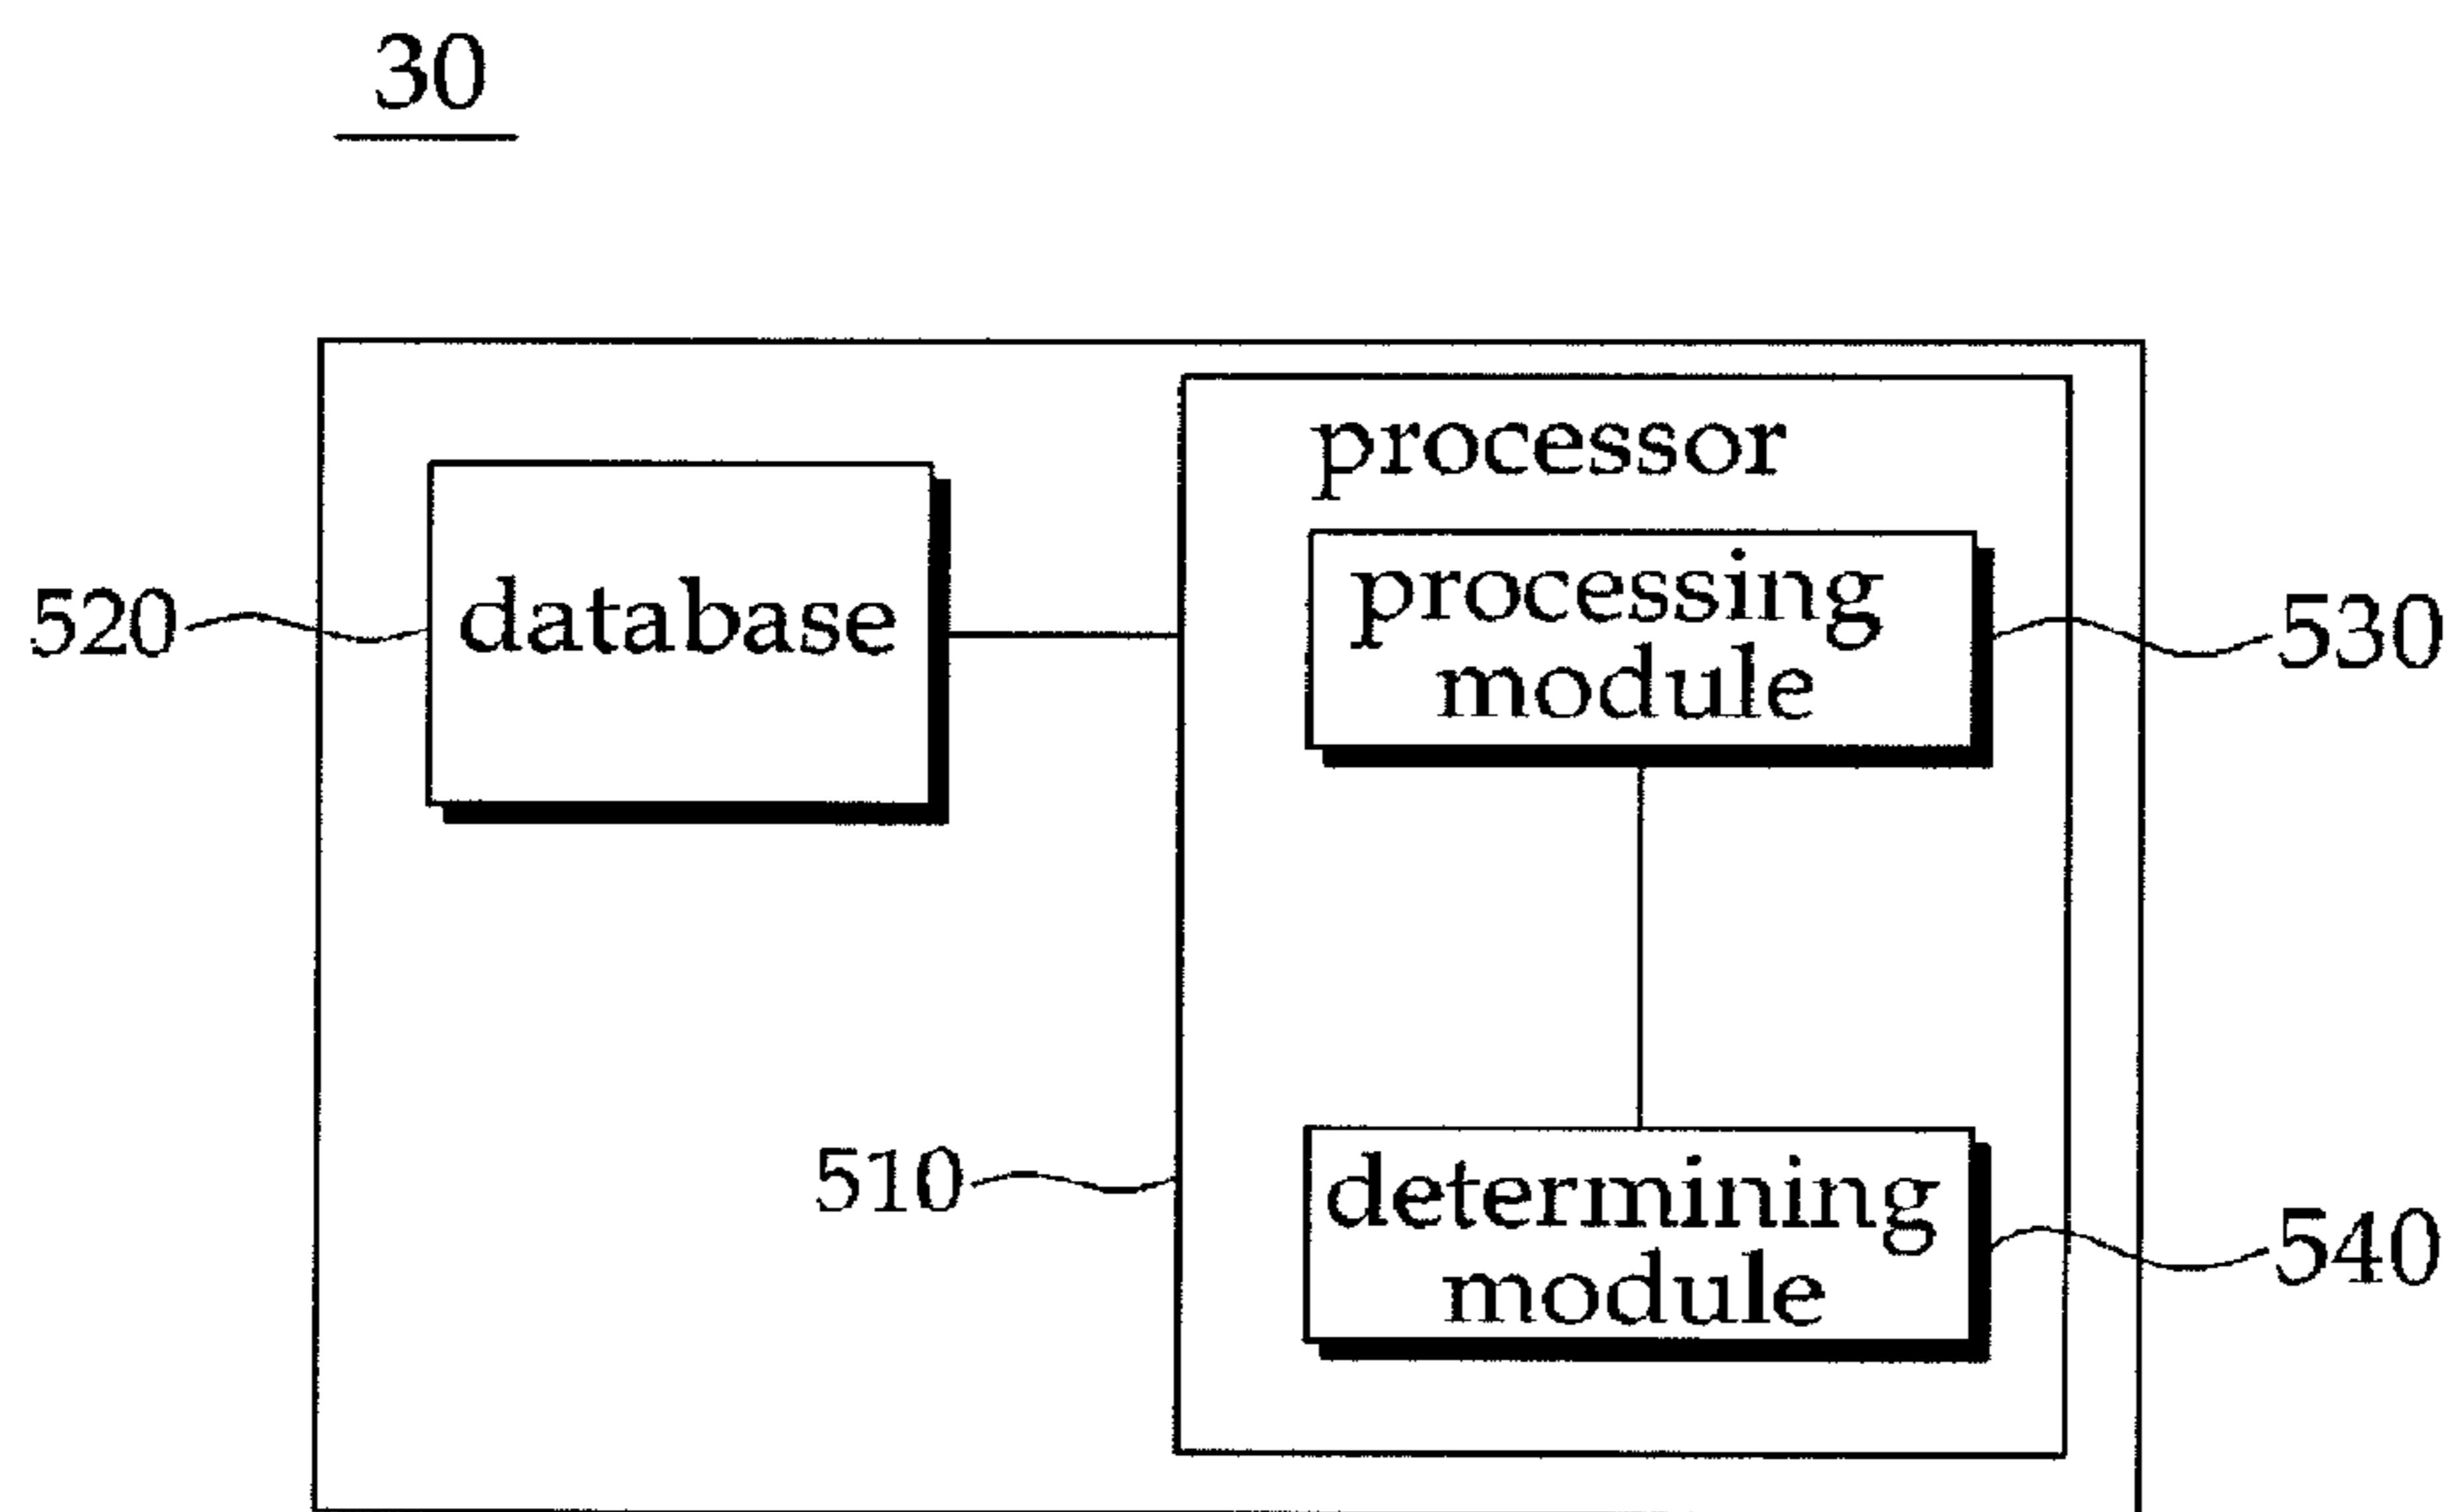 30
processor
processing
module
database
520
530
510
determining
module
540